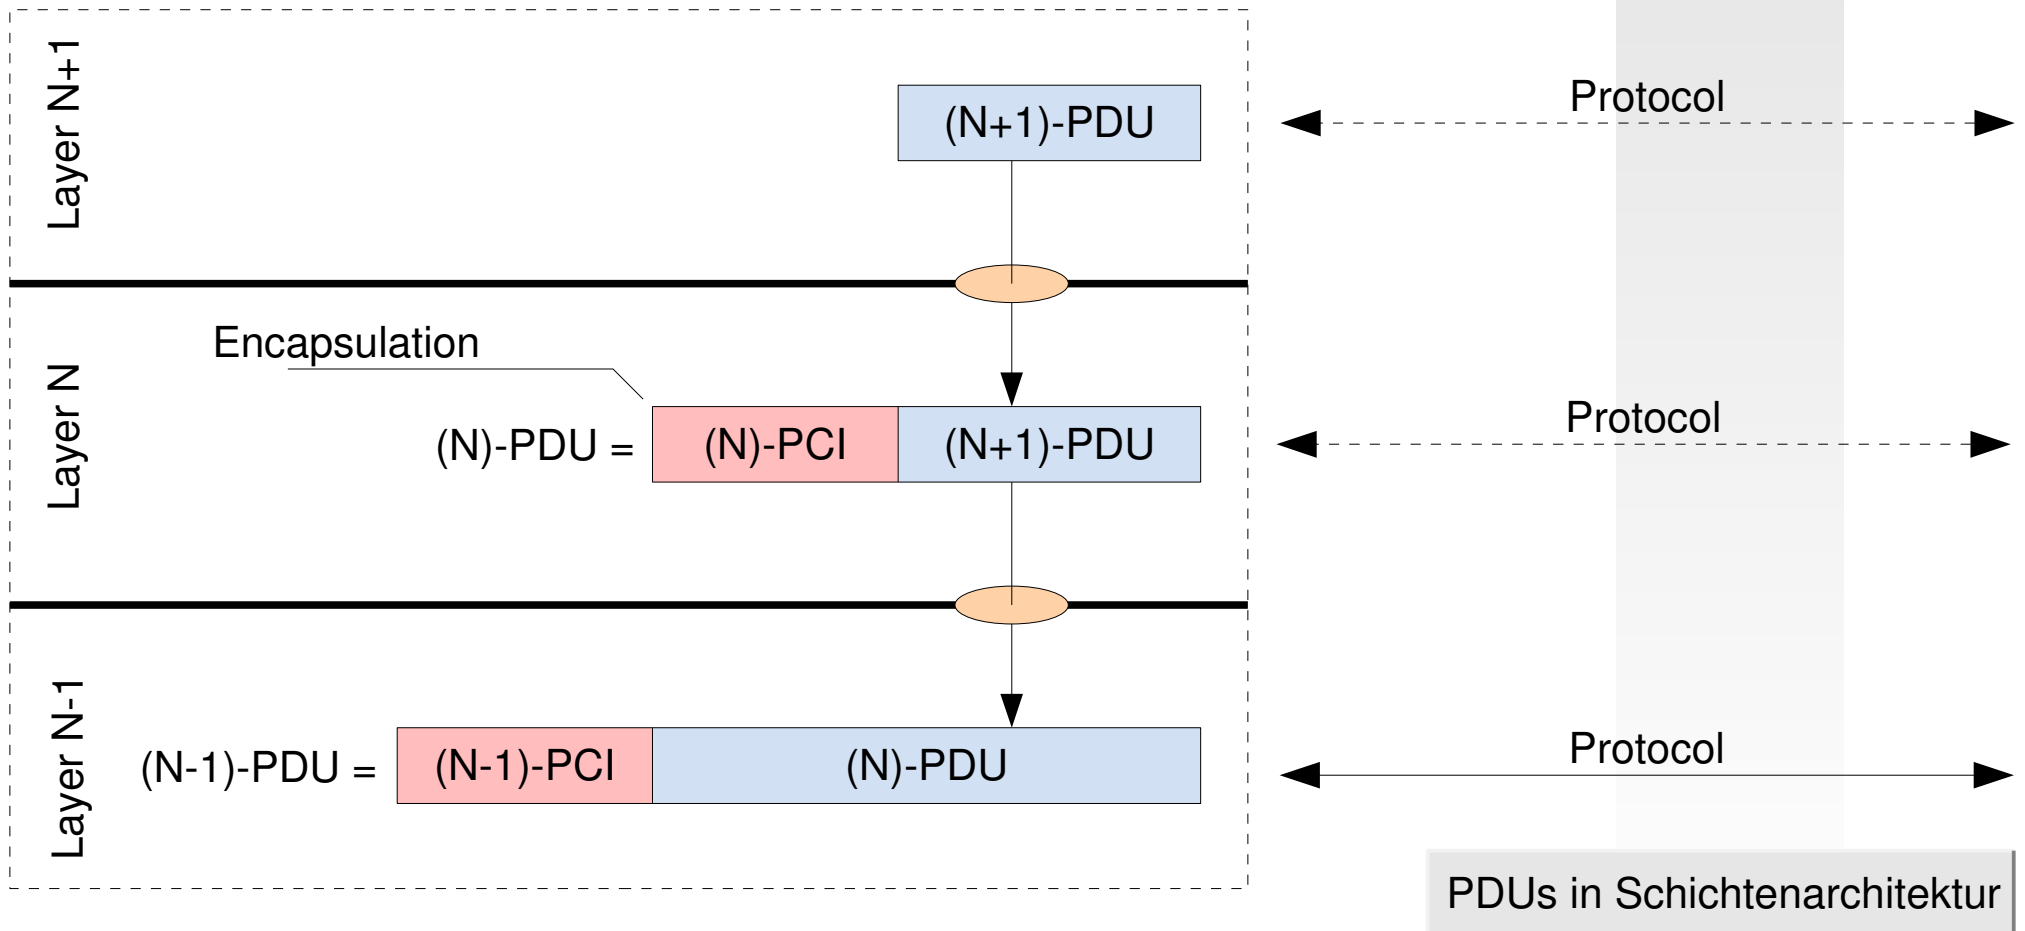 Layer N+1
(N+1)-PDU
Protocol
Encapsulation
Layer N
(N)-PDU =
(N)-PCI
(N+1)-PDU
Protocol
Layer N-1
(N-1)-PDU =
(N-1)-PCI
(N)-PDU
Protocol
PDUs in Schichtenarchitektur